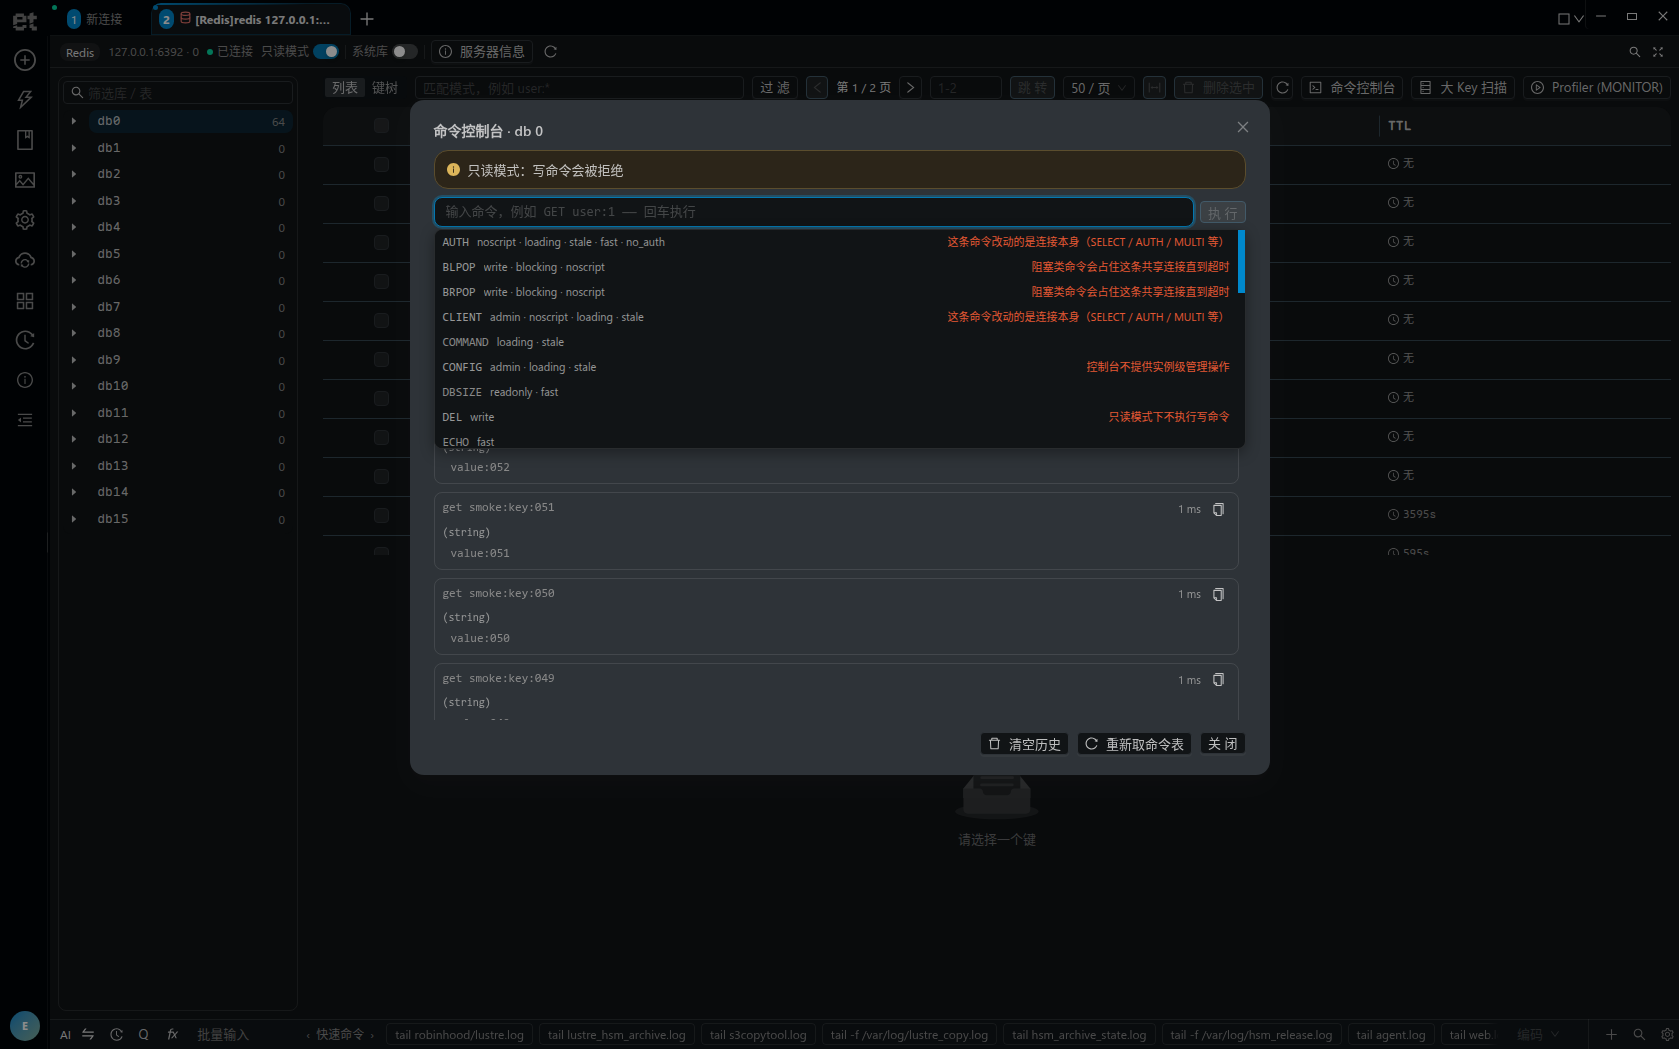 et
1 新连接
2 [Redis]redis 127.0.0.1:...
Redis 127.0.0.1:6392 · 0 已连接 只读模式 系统库 服务器信息
筛选库 / 表
列表 键树 匹配模式，例如 user:* 过 滤 第 1 / 2 页 1-2 跳 转 50 / 页 删除选中 命令控制台 大 Key 扫描 Profiler (MONITOR)
db0 64
db1 0
db2 0
db3 0
db4 0
db5 0
db6 0
db7 0
db8 0
db9 0
db10 0
db11 0
db12 0
db13 0
db14 0
db15 0
TTL
无
无
无
无
无
无
无
无
无
3595s
595s
命令控制台 · db 0
只读模式：写命令会被拒绝
输入命令，例如 GET user:1 —— 回车执行 执 行
AUTH noscript · loading · stale · fast · no_auth 这条命令改动的是连接本身（SELECT / AUTH / MULTI 等）
BLPOP write · blocking · noscript 阻塞类命令会占住这条共享连接直到超时
BRPOP write · blocking · noscript 阻塞类命令会占住这条共享连接直到超时
CLIENT admin · noscript · loading · stale 这条命令改动的是连接本身（SELECT / AUTH / MULTI 等）
COMMAND loading · stale
CONFIG admin · loading · stale 控制台不提供实例级管理操作
DBSIZE readonly · fast
DEL write 只读模式下不执行写命令
ECHO fast
(string)
value:052
get smoke:key:051 1 ms
(string)
value:051
get smoke:key:050 1 ms
(string)
value:050
get smoke:key:049 1 ms
(string)
清空历史 重新取命令表 关 闭
请选择一个键
E
AI Q fx 批量输入 ‹ 快速命令 › tail robinhood/lustre.log tail lustre_hsm_archive.log tail s3copytool.log tail -f /var/log/lustre_copy.log tail hsm_archive_state.log tail -f /var/log/hsm_release.log tail agent.log tail web. 编码